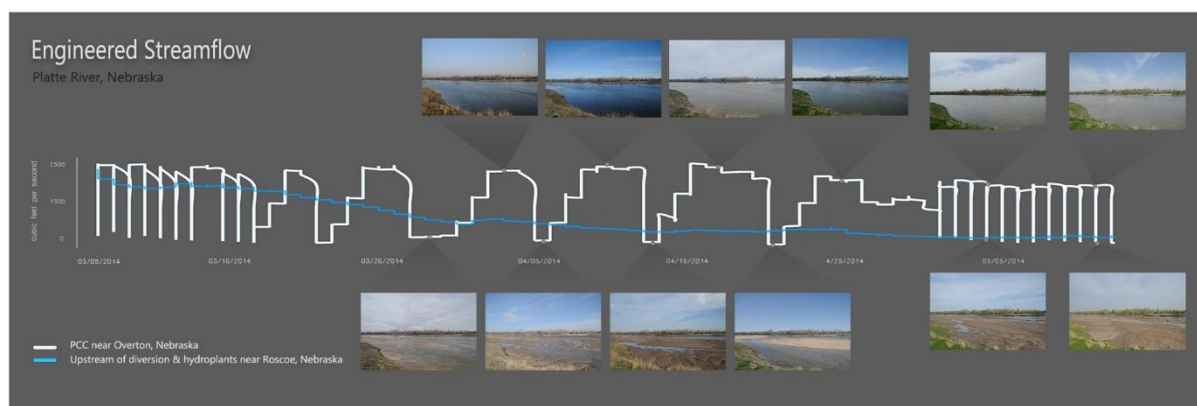 Engineered Streamflow
Platte River, Nebraska
cubic feet per second
2500
1500
0
03/05/2014
03/16/2014
03/26/2014
04/05/2014
04/15/2014
4/25/2014
05/05/2014
PCC near Overton, Nebraska
Upstream of diversion & hydroplants near Roscoe, Nebraska